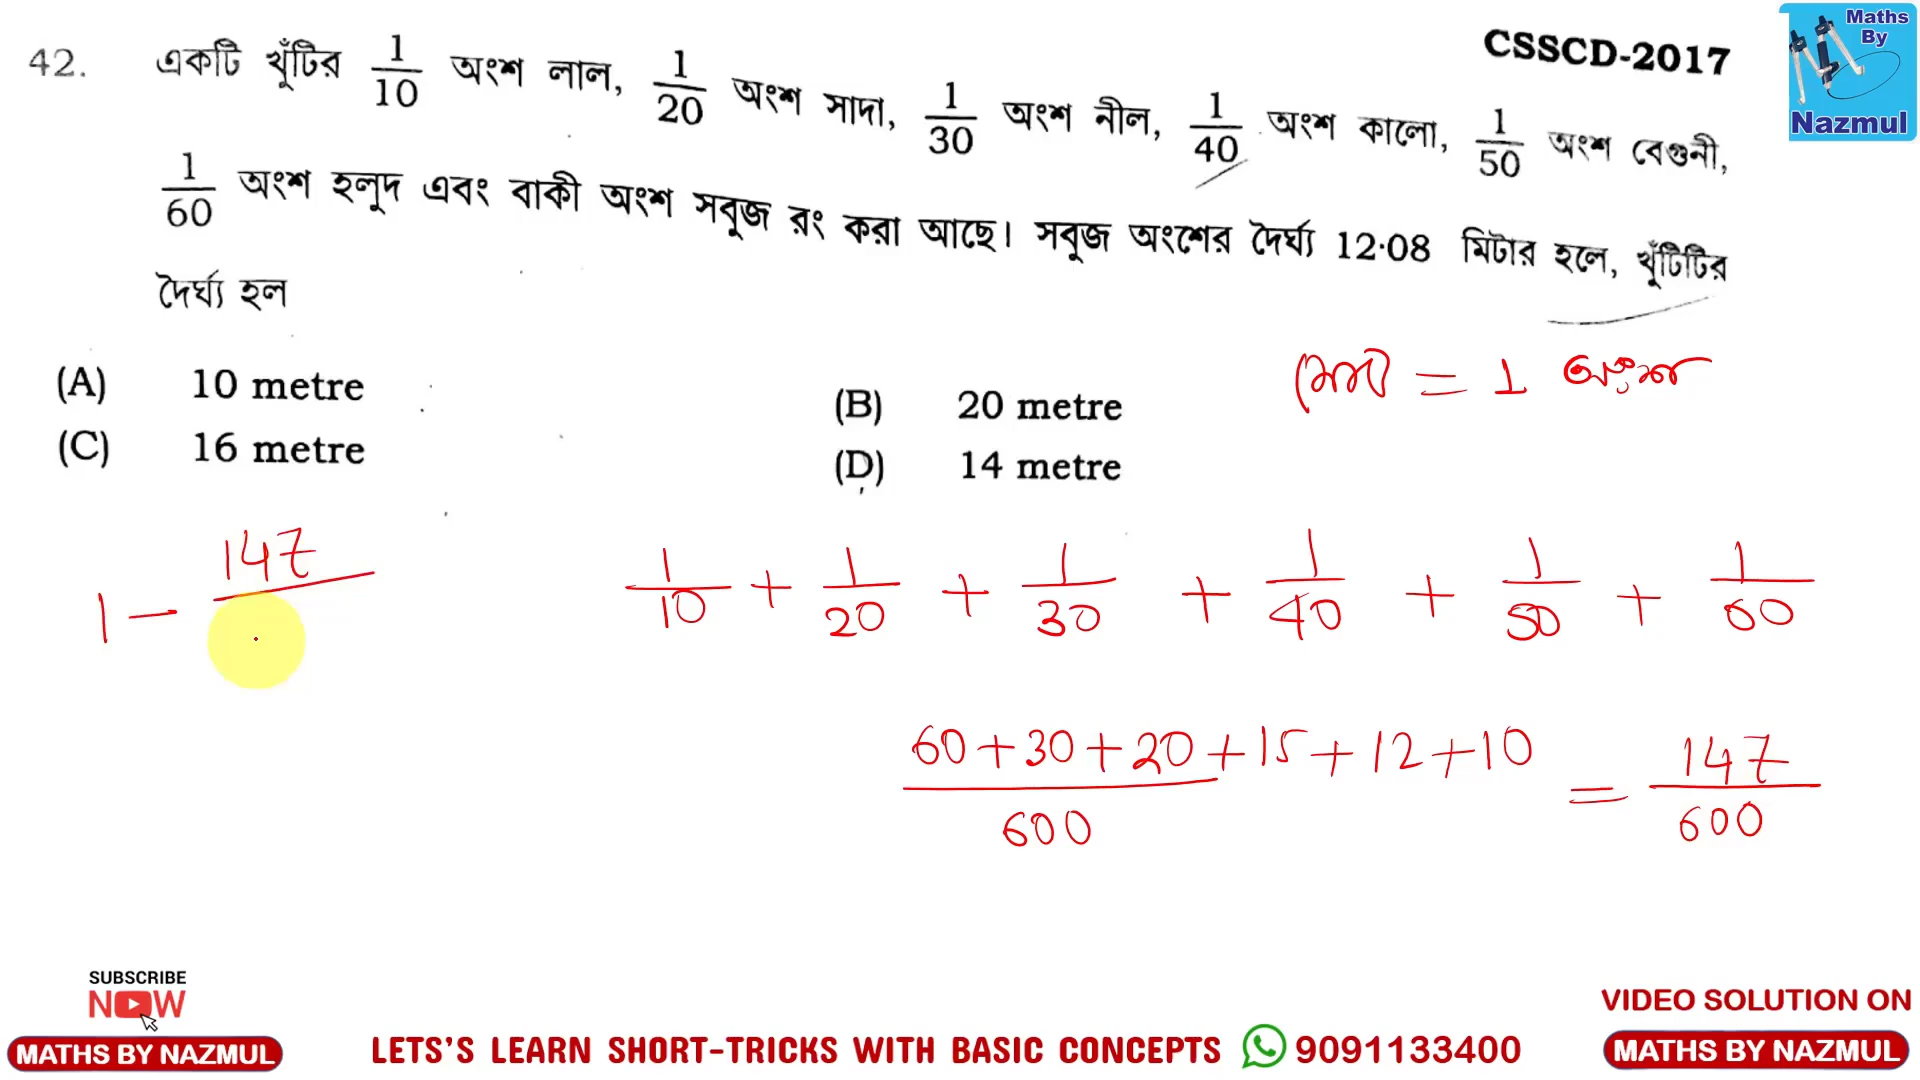 CSSCD-2017
Maths
By
Nazmul
42. একটি খুঁটির 1/10 অংশ লাল, 1/20 অংশ সাদা, 1/30 অংশ নীল, 1/40 অংশ কালো, 1/50 অংশ বেগুনী,
1/60 অংশ হলুদ এবং বাকী অংশ সবুজ রং করা আছে। সবুজ অংশের দৈর্ঘ্য 12·08 মিটার হলে, খুঁটিটির
দৈর্ঘ্য হল
(A) 10 metre
(B) 20 metre
(C) 16 metre
(D) 14 metre
= 1 অংশ
1 - 147
1/10 + 1/20 + 1/30 + 1/40 + 1/50 + 1/60
60+30+20+15+12+10/600 = 147/600
SUBSCRIBE
NOW
MATHS BY NAZMUL
LETS'S LEARN SHORT-TRICKS WITH BASIC CONCEPTS 9091133400
VIDEO SOLUTION ON
MATHS BY NAZMUL